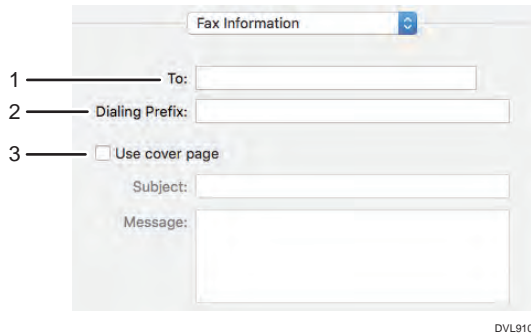 Fax Information
1 To:
2 Dialing Prefix:
3 Use cover page
Subject:
Message:
DVL910